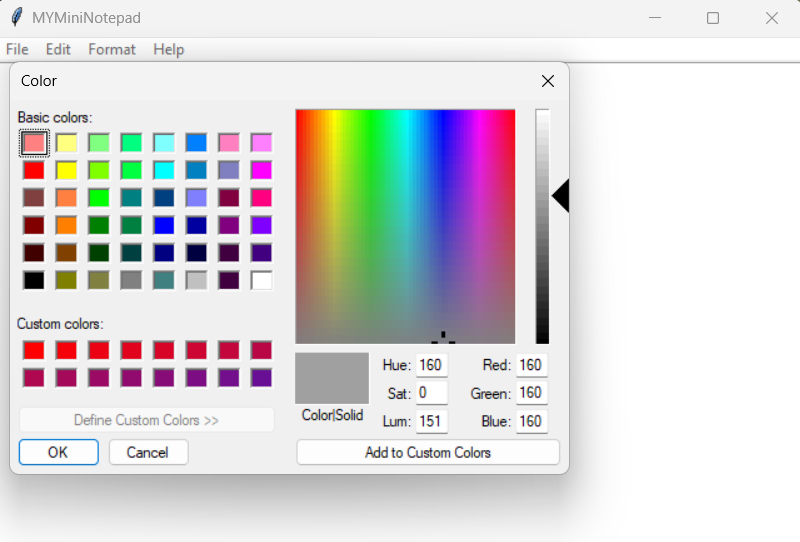 MYMiniNotepad
File Edit Format Help
Color
Basic colors:
Custom colors:
Define Custom Colors >>
OK Cancel
Color|Solid
Hue: 160 Red: 160
Sat: 0 Green: 160
Lum: 151 Blue: 160
Add to Custom Colors